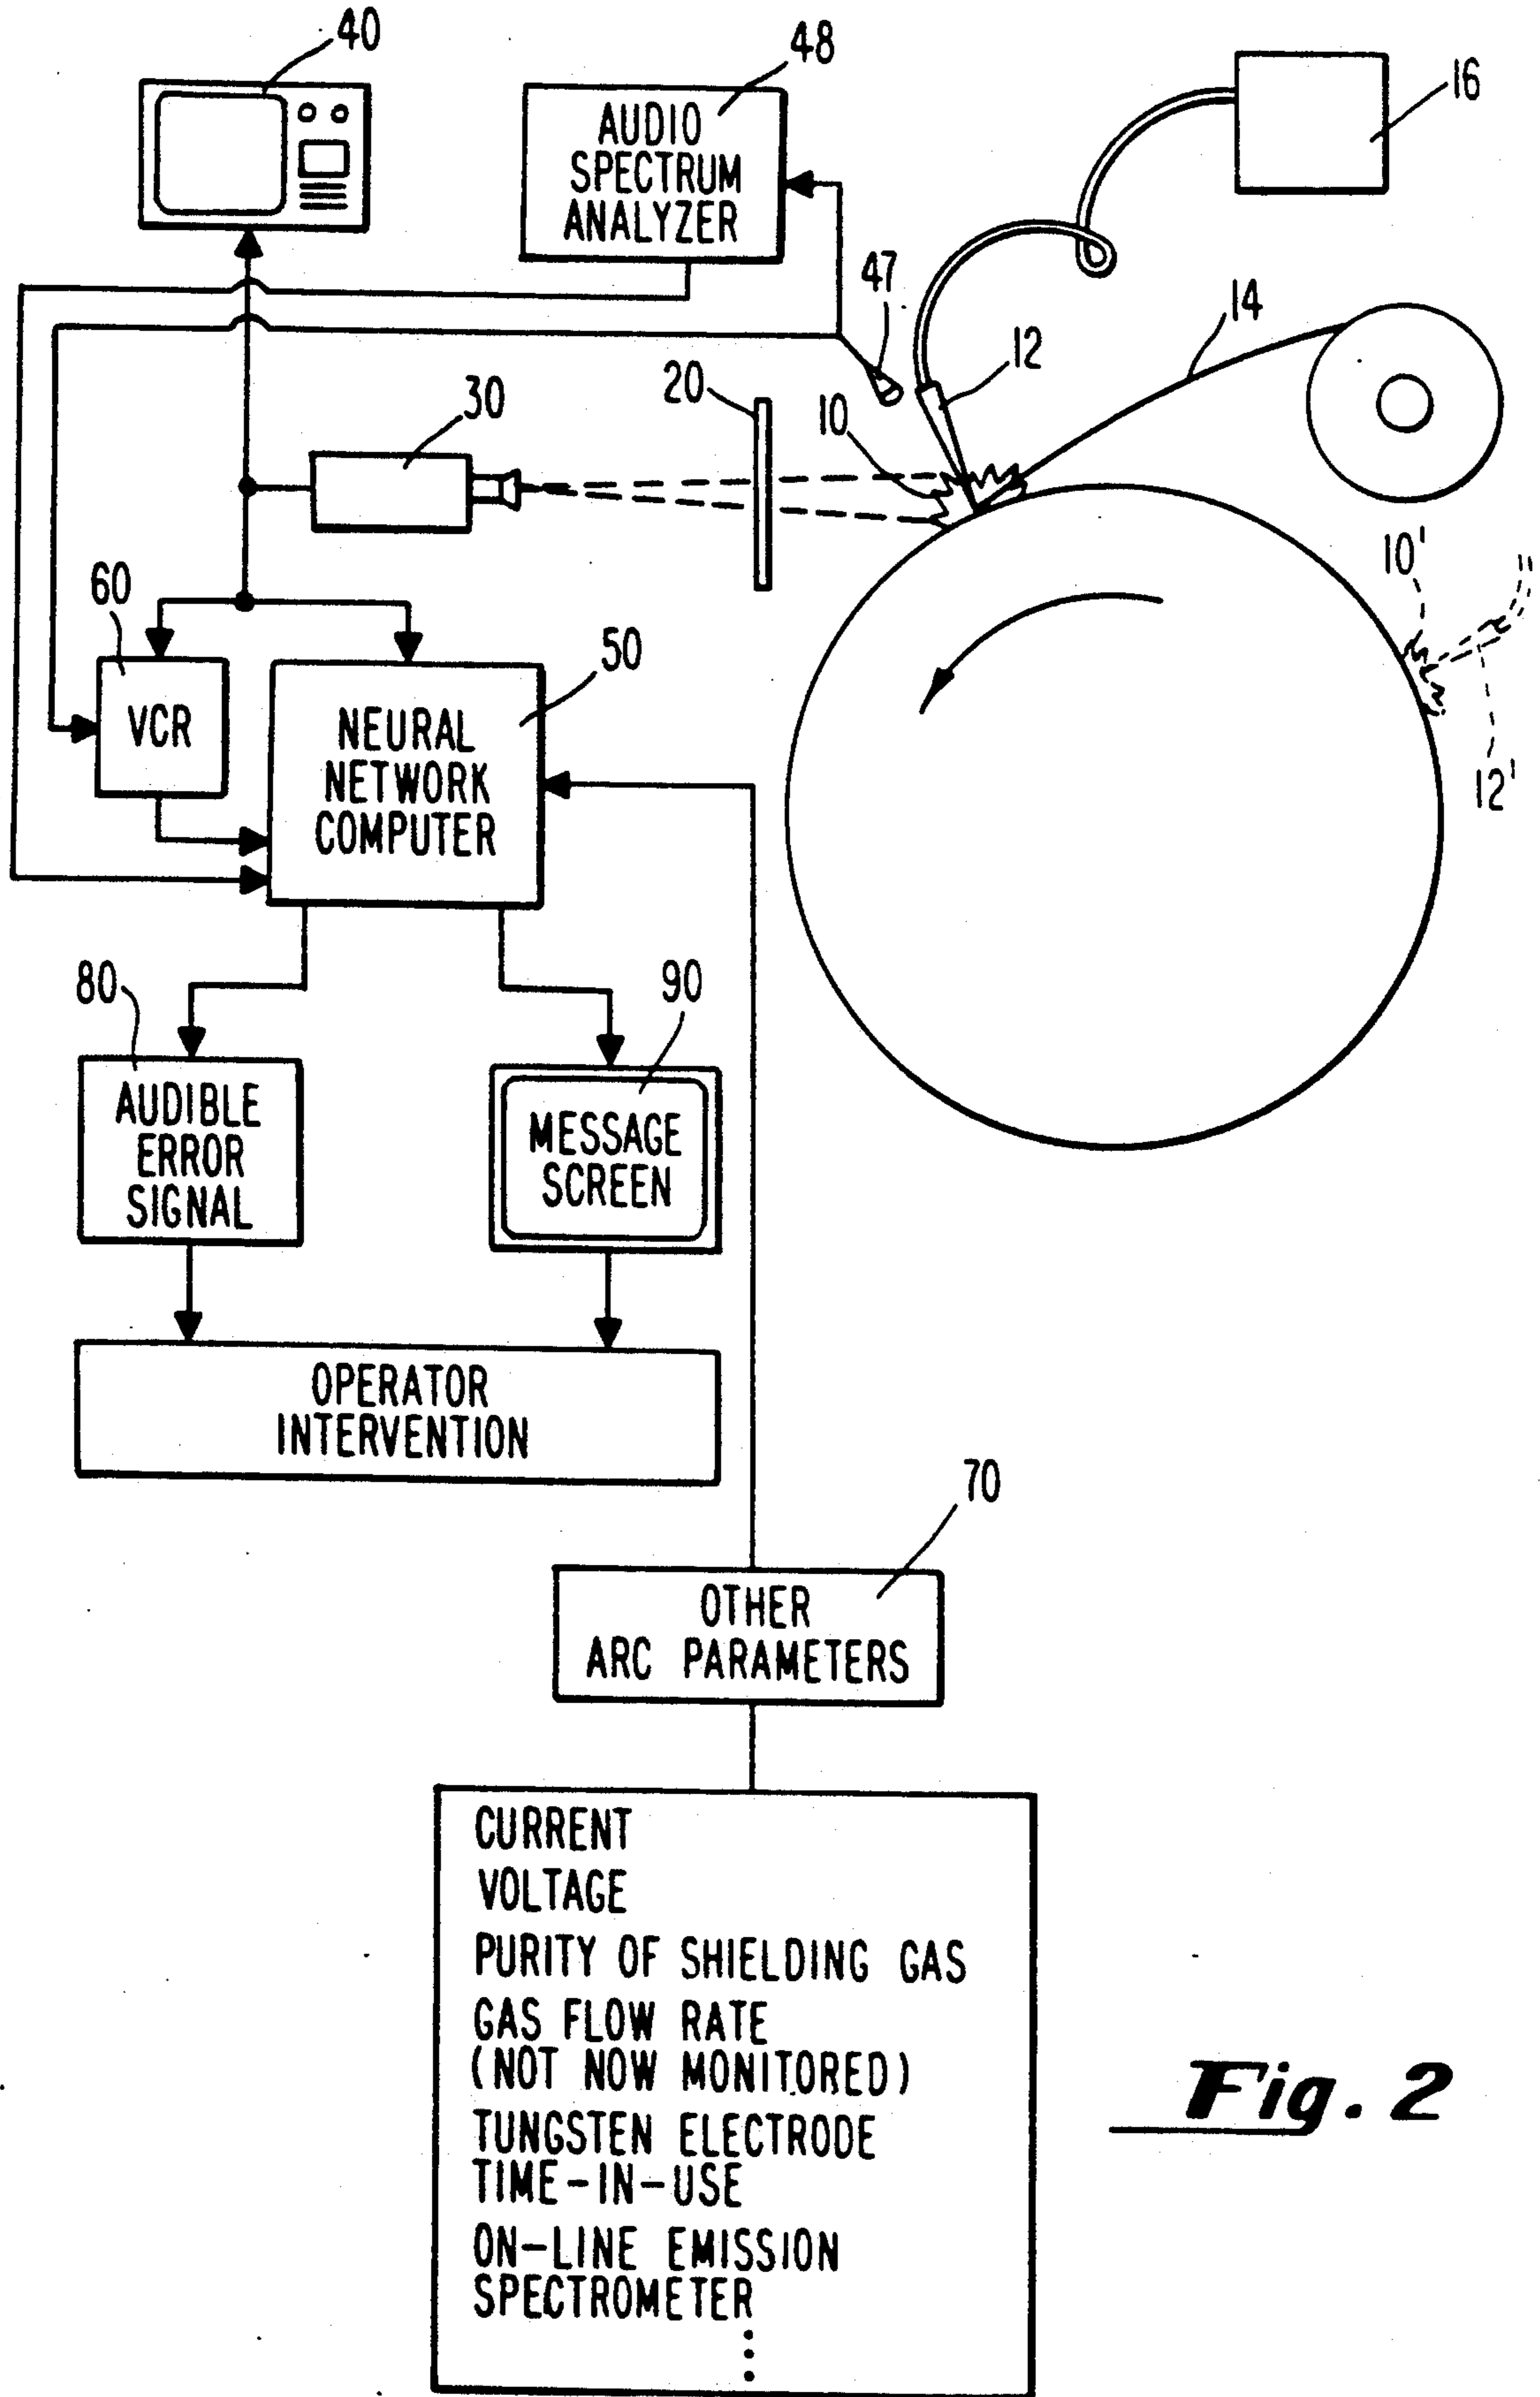 40
48
16
AUDIO
SPECTRUM
ANALYZER
47
14
12
20
10
30
10'
60
50
12'
VCR
NEURAL
NETWORK
COMPUTER
80
90
AUDIBLE
ERROR
SIGNAL
MESSAGE
SCREEN
OPERATOR
INTERVENTION
70
OTHER
ARC PARAMETERS
CURRENT
VOLTAGE
PURITY OF SHIELDING GAS
GAS FLOW RATE
(NOT NOW MONITORED)
TUNGSTEN ELECTRODE
TIME-IN-USE
ON-LINE EMISSION
SPECTROMETER
Fig. 2